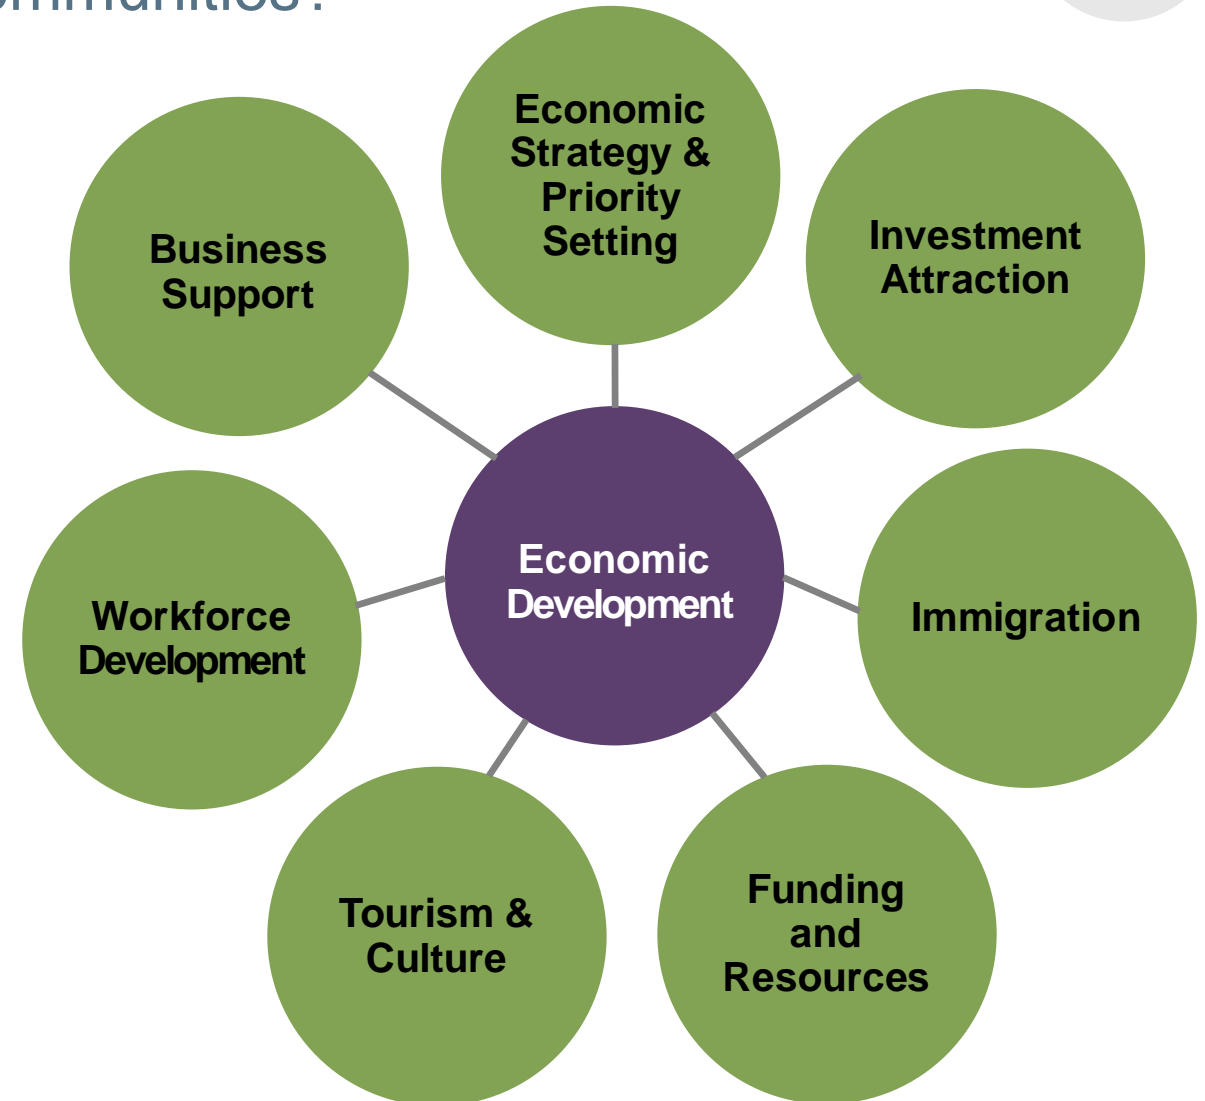 Economic
Strategy &
Priority
Setting
Investment
Attraction
Immigration
Funding
and
Resources
Tourism &
Culture
Workforce
Development
Business
Support
Economic
Development